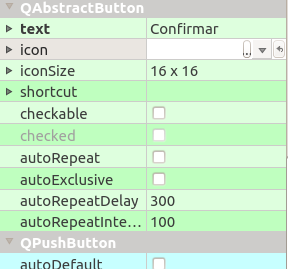 QAbstractButton
text Confirmar
icon ...
iconSize 16 x 16
shortcut
checkable
checked
autoRepeat
autoExclusive
autoRepeatDelay 300
autoRepeatInte... 100
QPushButton
autoDefault